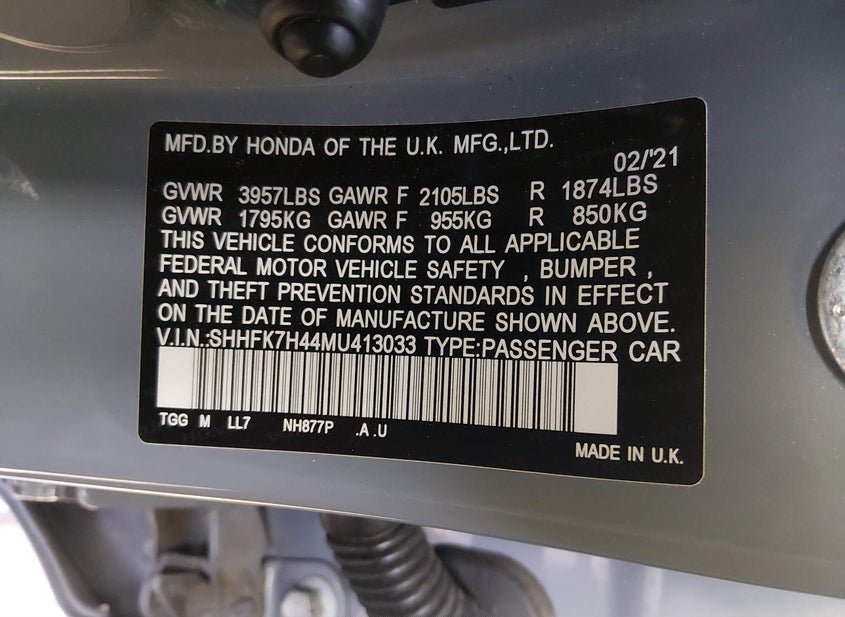 MFD.BY HONDA OF THE U.K. MFG.,LTD.
02/'21
GVWR 3957LBS GAWR F 2105LBS R 1874LBS
GVWR 1795KG GAWR F 955KG R 850KG
THIS VEHICLE CONFORMS TO ALL APPLICABLE
FEDERAL MOTOR VEHICLE SAFETY , BUMPER ,
AND THEFT PREVENTION STANDARDS IN EFFECT
ON THE DATE OF MANUFACTURE SHOWN ABOVE.
V.I.N.:SHHFK7H44MU413033 TYPE:PASSENGER CAR
TGG M LL7 NH877P .A .U
MADE IN U.K.